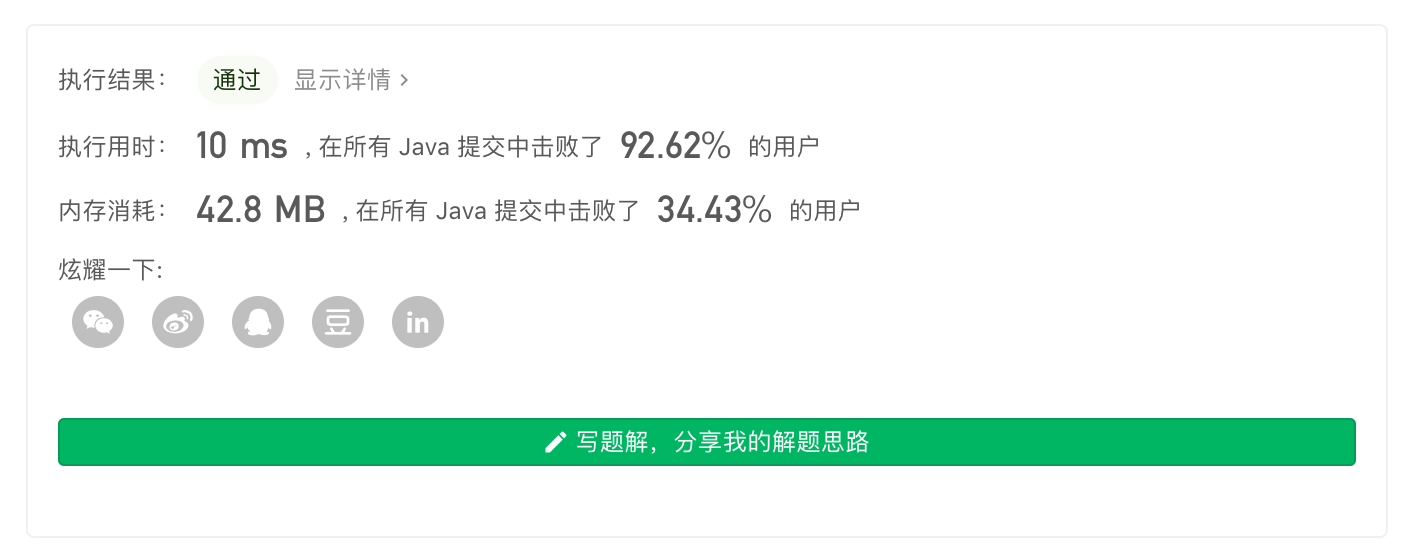 执行结果： 通过 显示详情 ›
执行用时： 10 ms , 在所有 Java 提交中击败了 92.62% 的用户
内存消耗： 42.8 MB , 在所有 Java 提交中击败了 34.43% 的用户
炫耀一下:
豆 in
写题解，分享我的解题思路